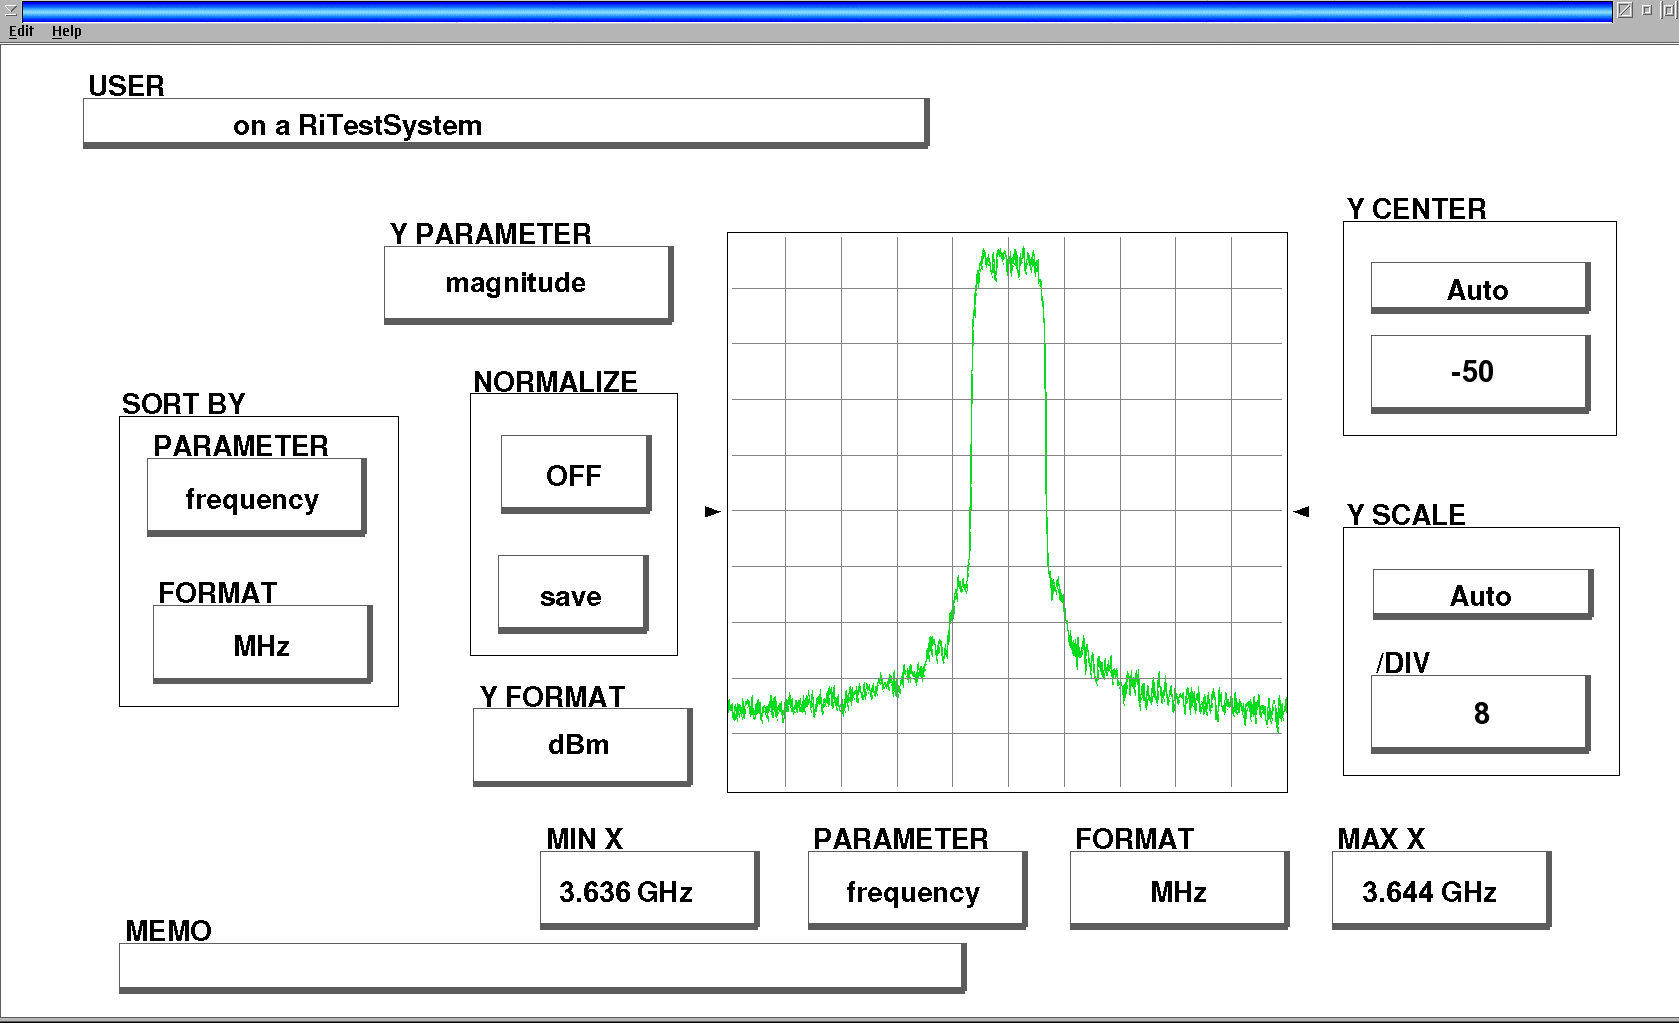 Edit Help
USER
on a RiTestSystem
Y PARAMETER
magnitude
Y CENTER
Auto
-50
SORT BY
PARAMETER
frequency
FORMAT
MHz
NORMALIZE
OFF
save
Y FORMAT
dBm
Y SCALE
Auto
/DIV
8
MIN X
3.636 GHz
PARAMETER
frequency
FORMAT
MHz
MAX X
3.644 GHz
MEMO